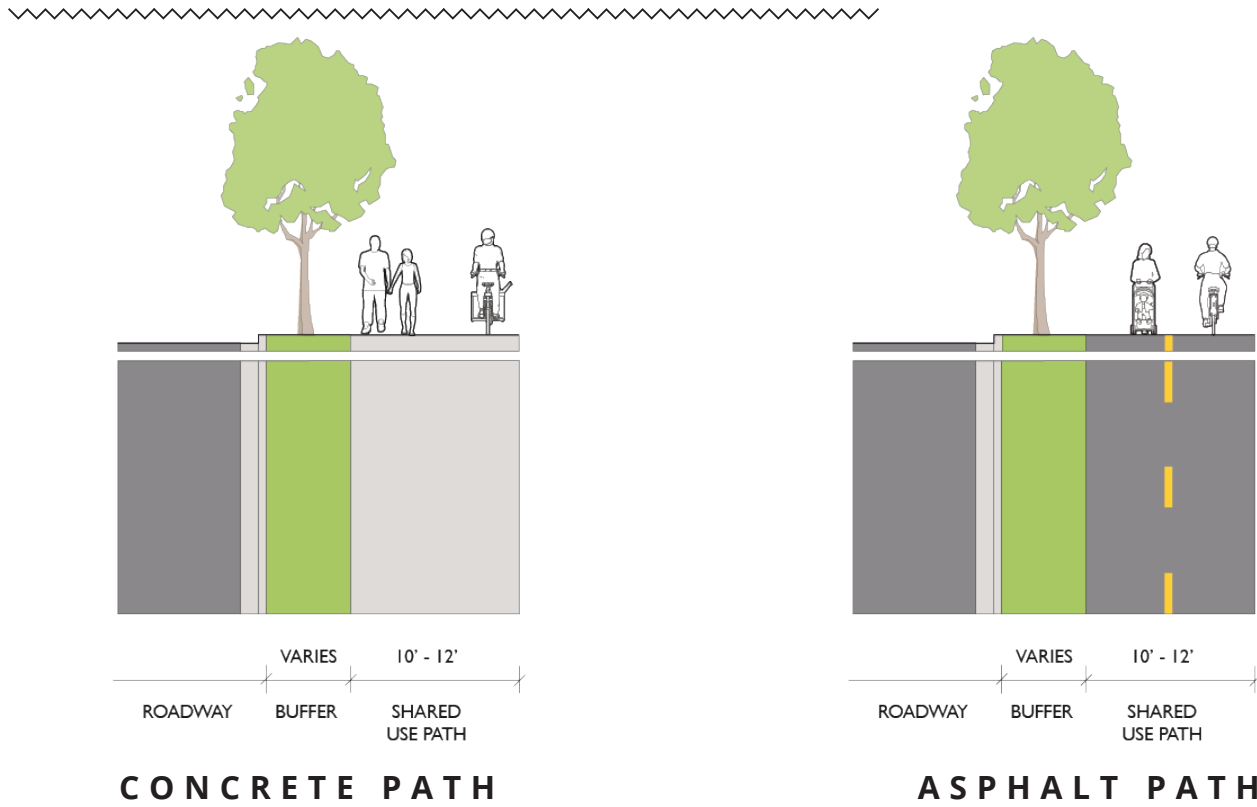 VARIES 10' - 12'
ROADWAY BUFFER SHARED
USE PATH
CONCRETE PATH
VARIES 10' - 12'
ROADWAY BUFFER SHARED
USE PATH
ASPHALT PATH